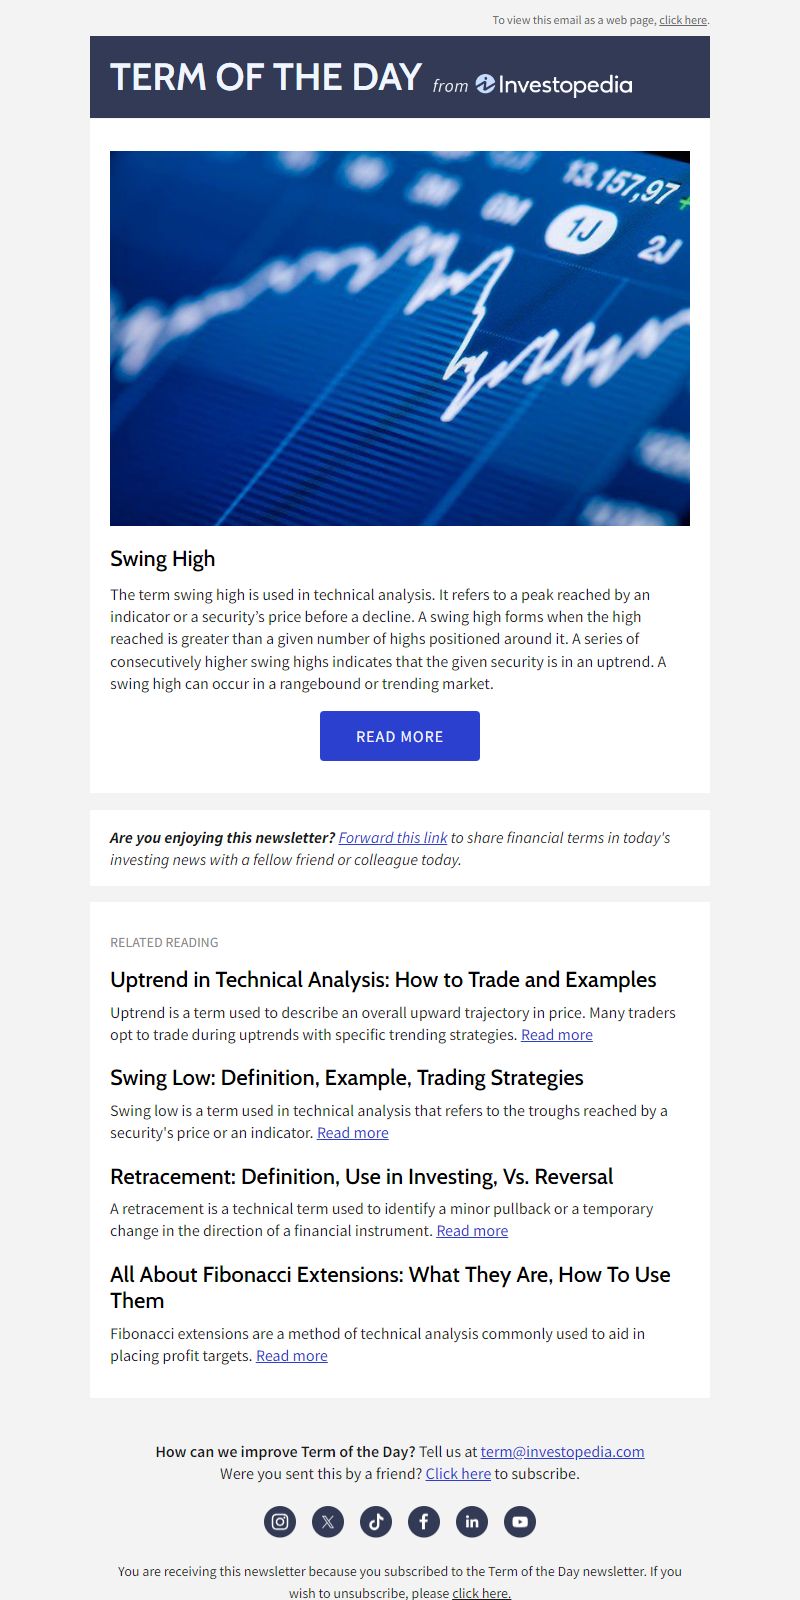 To view this email as a web page, click here.
TERM OF THE DAY from Investopedia
13.157,97 +
6M 1J 2J
Swing High
The term swing high is used in technical analysis. It refers to a peak reached by an
indicator or a security’s price before a decline. A swing high forms when the high
reached is greater than a given number of highs positioned around it. A series of
consecutively higher swing highs indicates that the given security is in an uptrend. A
swing high can occur in a rangebound or trending market.
READ MORE
Are you enjoying this newsletter? Forward this link to share financial terms in today's
investing news with a fellow friend or colleague today.
RELATED READING
Uptrend in Technical Analysis: How to Trade and Examples
Uptrend is a term used to describe an overall upward trajectory in price. Many traders
opt to trade during uptrends with specific trending strategies. Read more
Swing Low: Definition, Example, Trading Strategies
Swing low is a term used in technical analysis that refers to the troughs reached by a
security's price or an indicator. Read more
Retracement: Definition, Use in Investing, Vs. Reversal
A retracement is a technical term used to identify a minor pullback or a temporary
change in the direction of a financial instrument. Read more
All About Fibonacci Extensions: What They Are, How To Use
Them
Fibonacci extensions are a method of technical analysis commonly used to aid in
placing profit targets. Read more
How can we improve Term of the Day? Tell us at term@investopedia.com
Were you sent this by a friend? Click here to subscribe.
You are receiving this newsletter because you subscribed to the Term of the Day newsletter. If you
wish to unsubscribe, please click here.